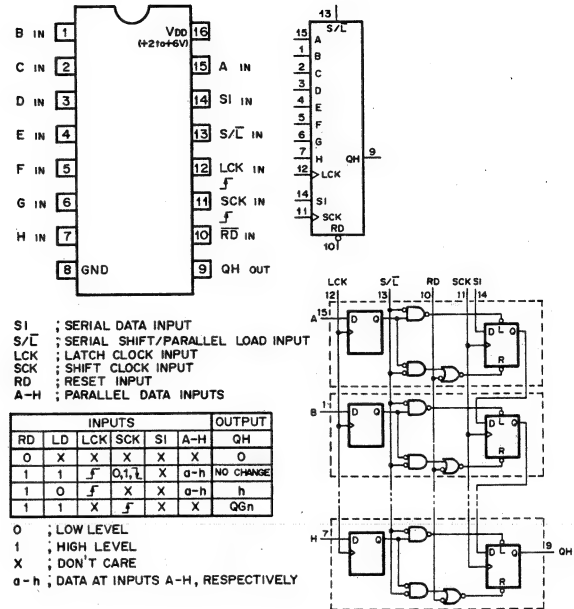 B IN 1
C IN 2
D IN 3
E IN 4
F IN 5
G IN 6
H IN 7
8 GND
VDD 16
(+2to+6V)
15 A IN
14 SI IN
13 S/L̅ IN
12 LCK IN
11 SCK IN
10 R̅D̅ IN
9 QH OUT
13
S/L̅
15 A
1 B
2 C
3 D
4 E
5 F
6 G
7 H
QH 9
12 LCK
14 SI
11 SCK
RD
10
SI ; SERIAL DATA INPUT
S/L̅ ; SERIAL SHIFT/PARALLEL LOAD INPUT
LCK ; LATCH CLOCK INPUT
SCK ; SHIFT CLOCK INPUT
RD ; RESET INPUT
A-H ; PARALLEL DATA INPUTS
INPUTS OUTPUT
RD LD LCK SCK SI A-H QH
0 X X X X X 0
1 1 0,1, X a-h NO CHANGE
1 0 X X a-h h
1 1 X X X QGn
0 ; LOW LEVEL
1 ; HIGH LEVEL
X ; DON'T CARE
a-h ; DATA AT INPUTS A-H, RESPECTIVELY
LCK S/L̅ RD SCK SI
12 13 10 11 14
A 15 D Q D L Q R
B 1 D Q D L Q R
H 7 D Q D L Q R 9 QH